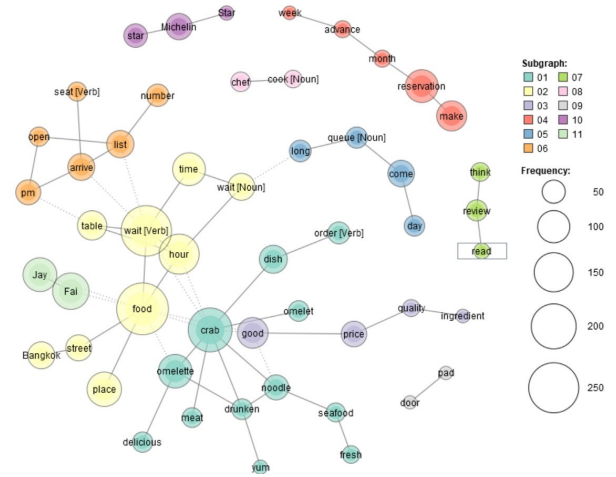 star
Michelin
Star
week
advance
month
reservation
make
chef
cook [Noun]
seat [Verb]
number
open
list
arrive
pm
time
wait [Noun]
long
queue [Noun]
come
day
think
review
read
table
wait [Verb]
hour
order [Verb]
dish
Jay
Fai
food
crab
good
omelet
price
quality
ingredient
Bangkok
street
place
omelette
noodle
meat
drunken
seafood
delicious
yum
fresh
pad
door
Subgraph:
01 07
02 08
03 09
04 10
05 11
06
Frequency:
50
100
150
200
250